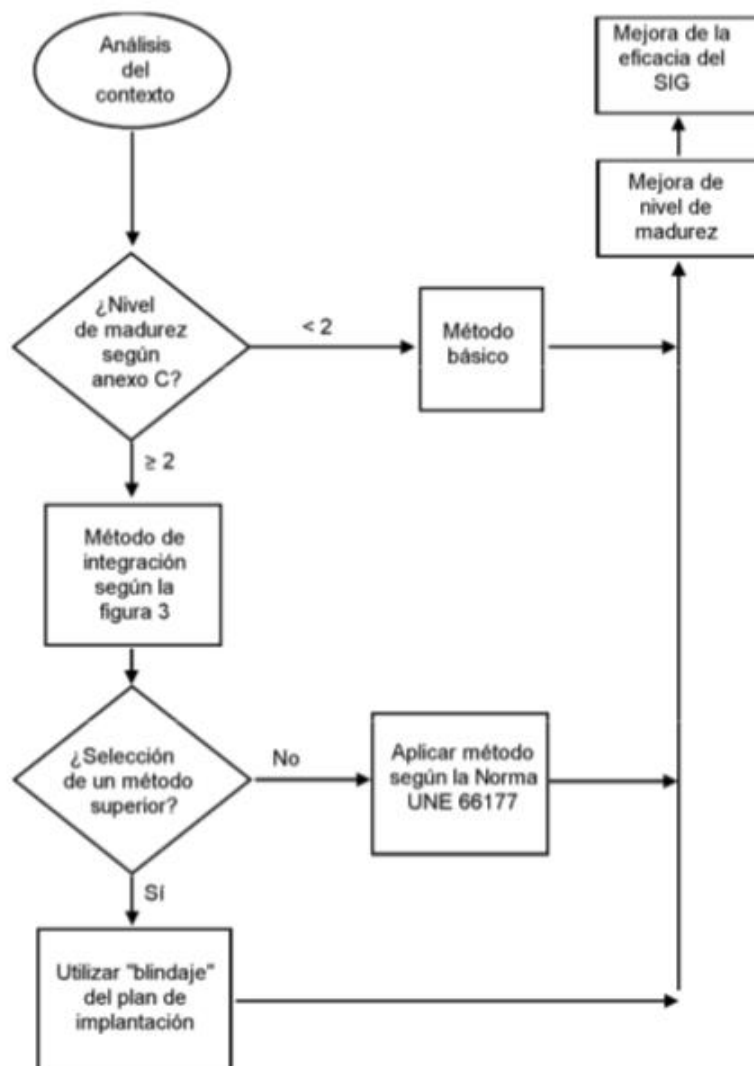 Análisis
del
contexto
Mejora de la
eficacia del
SIG
Mejora de
nivel de
madurez
¿Nivel
de madurez
según
anexo C?
< 2
Método
básico
≥ 2
Método de
integración
según la
figura 3
¿Selección
de un método
superior?
No
Aplicar método
según la Norma
UNE 66177
Sí
Utilizar "blindaje"
del plan de
implantación